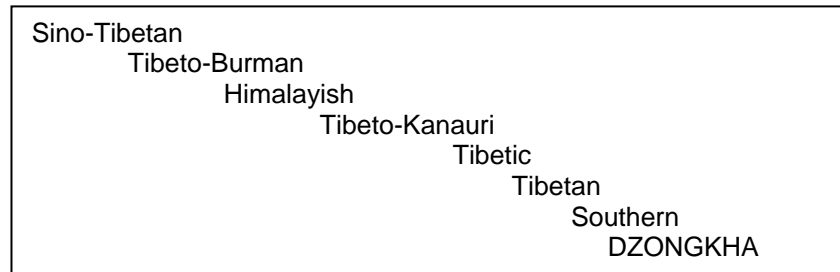 Sino-Tibetan
Tibeto-Burman
Himalayish
Tibeto-Kanauri
Tibetic
Tibetan
Southern
DZONGKHA